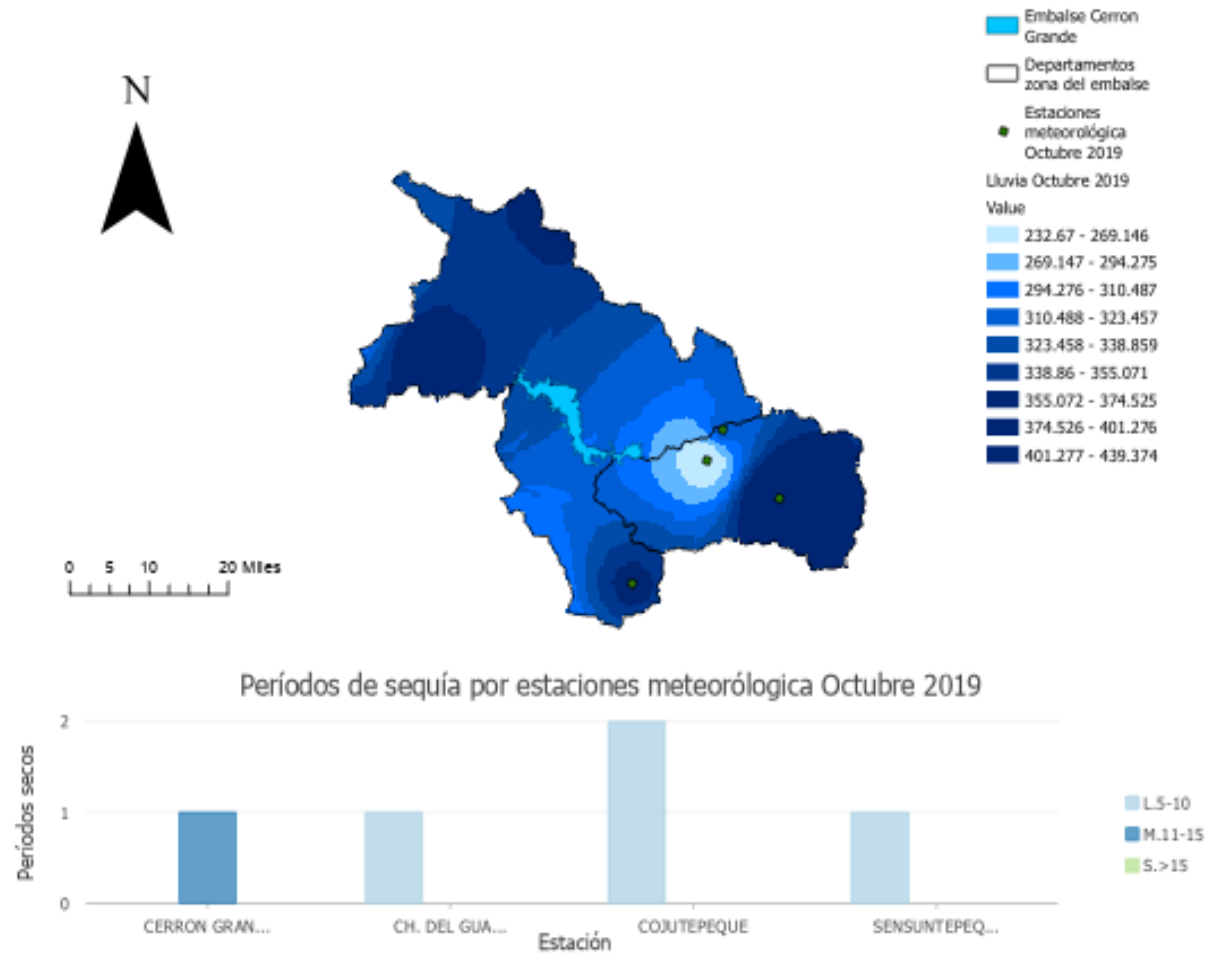 Embalse Cerron
Grande
Departamentos
zona del embalse
Estaciones
meteorológica
Octubre 2019
Lluvia Octubre 2019
Value
232.67 - 269.146
269.147 - 294.275
294.276 - 310.487
310.488 - 323.457
323.458 - 338.859
338.86 - 355.071
355.072 - 374.525
374.526 - 401.276
401.277 - 439.374
N
0 5 10 20 Miles
Períodos de sequía por estaciones meteorólogica Octubre 2019
Períodos secos
2
1
0
CERRON GRAN... CH. DEL GUA... COJUTEPEQUE SENSUNTEPEQ...
Estación
L.5-10
M.11-15
S.>15